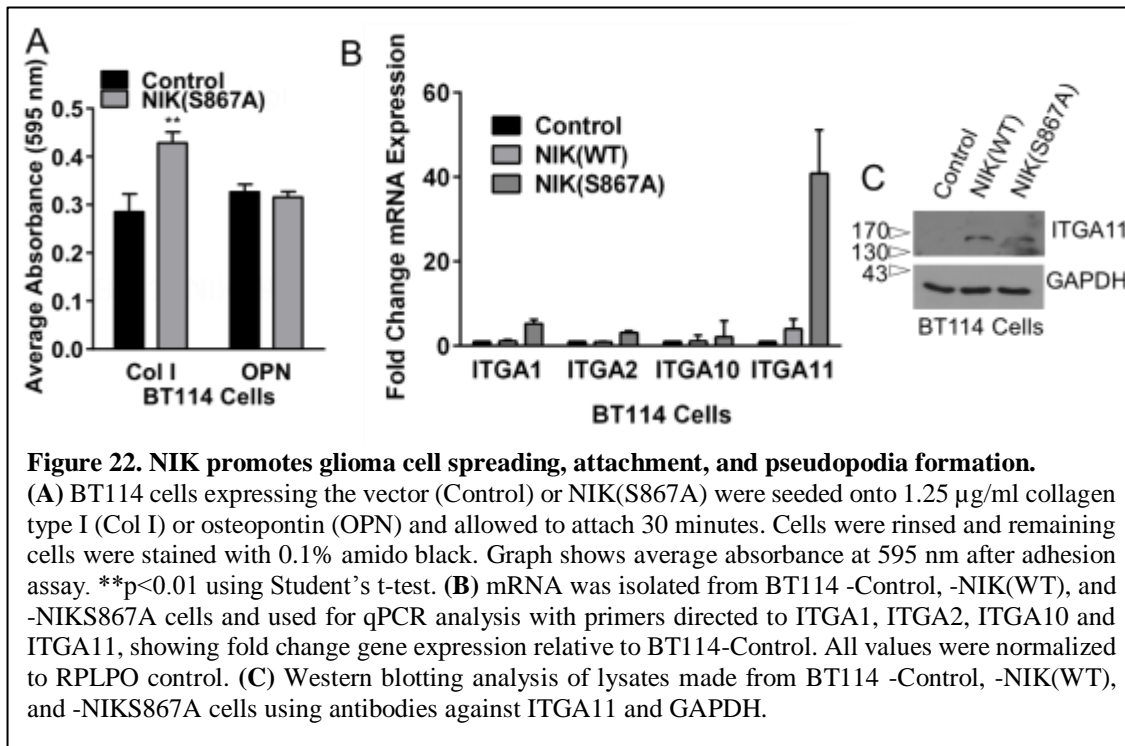 A
Control
NIK(S867A)
**
0.5
0.4
0.3
0.2
0.1
0.0
Average Absorbance (595 nm)
Col I OPN
BT114 Cells
B
60
40
20
0
Fold Change mRNA Expression
Control
NIK(WT)
NIK(S867A)
ITGA1 ITGA2 ITGA10 ITGA11
BT114 Cells
C
Control
NIK(WT)
NIK(S867A)
170
130
43
ITGA11
GAPDH
BT114 Cells
Figure 22. NIK promotes glioma cell spreading, attachment, and pseudopodia formation.
(A) BT114 cells expressing the vector (Control) or NIK(S867A) were seeded onto 1.25 µg/ml collagen
type I (Col I) or osteopontin (OPN) and allowed to attach 30 minutes. Cells were rinsed and remaining
cells were stained with 0.1% amido black. Graph shows average absorbance at 595 nm after adhesion
assay. **p<0.01 using Student’s t-test. (B) mRNA was isolated from BT114 -Control, -NIK(WT), and
-NIKS867A cells and used for qPCR analysis with primers directed to ITGA1, ITGA2, ITGA10 and
ITGA11, showing fold change gene expression relative to BT114-Control. All values were normalized
to RPLPO control. (C) Western blotting analysis of lysates made from BT114 -Control, -NIK(WT),
and -NIKS867A cells using antibodies against ITGA11 and GAPDH.